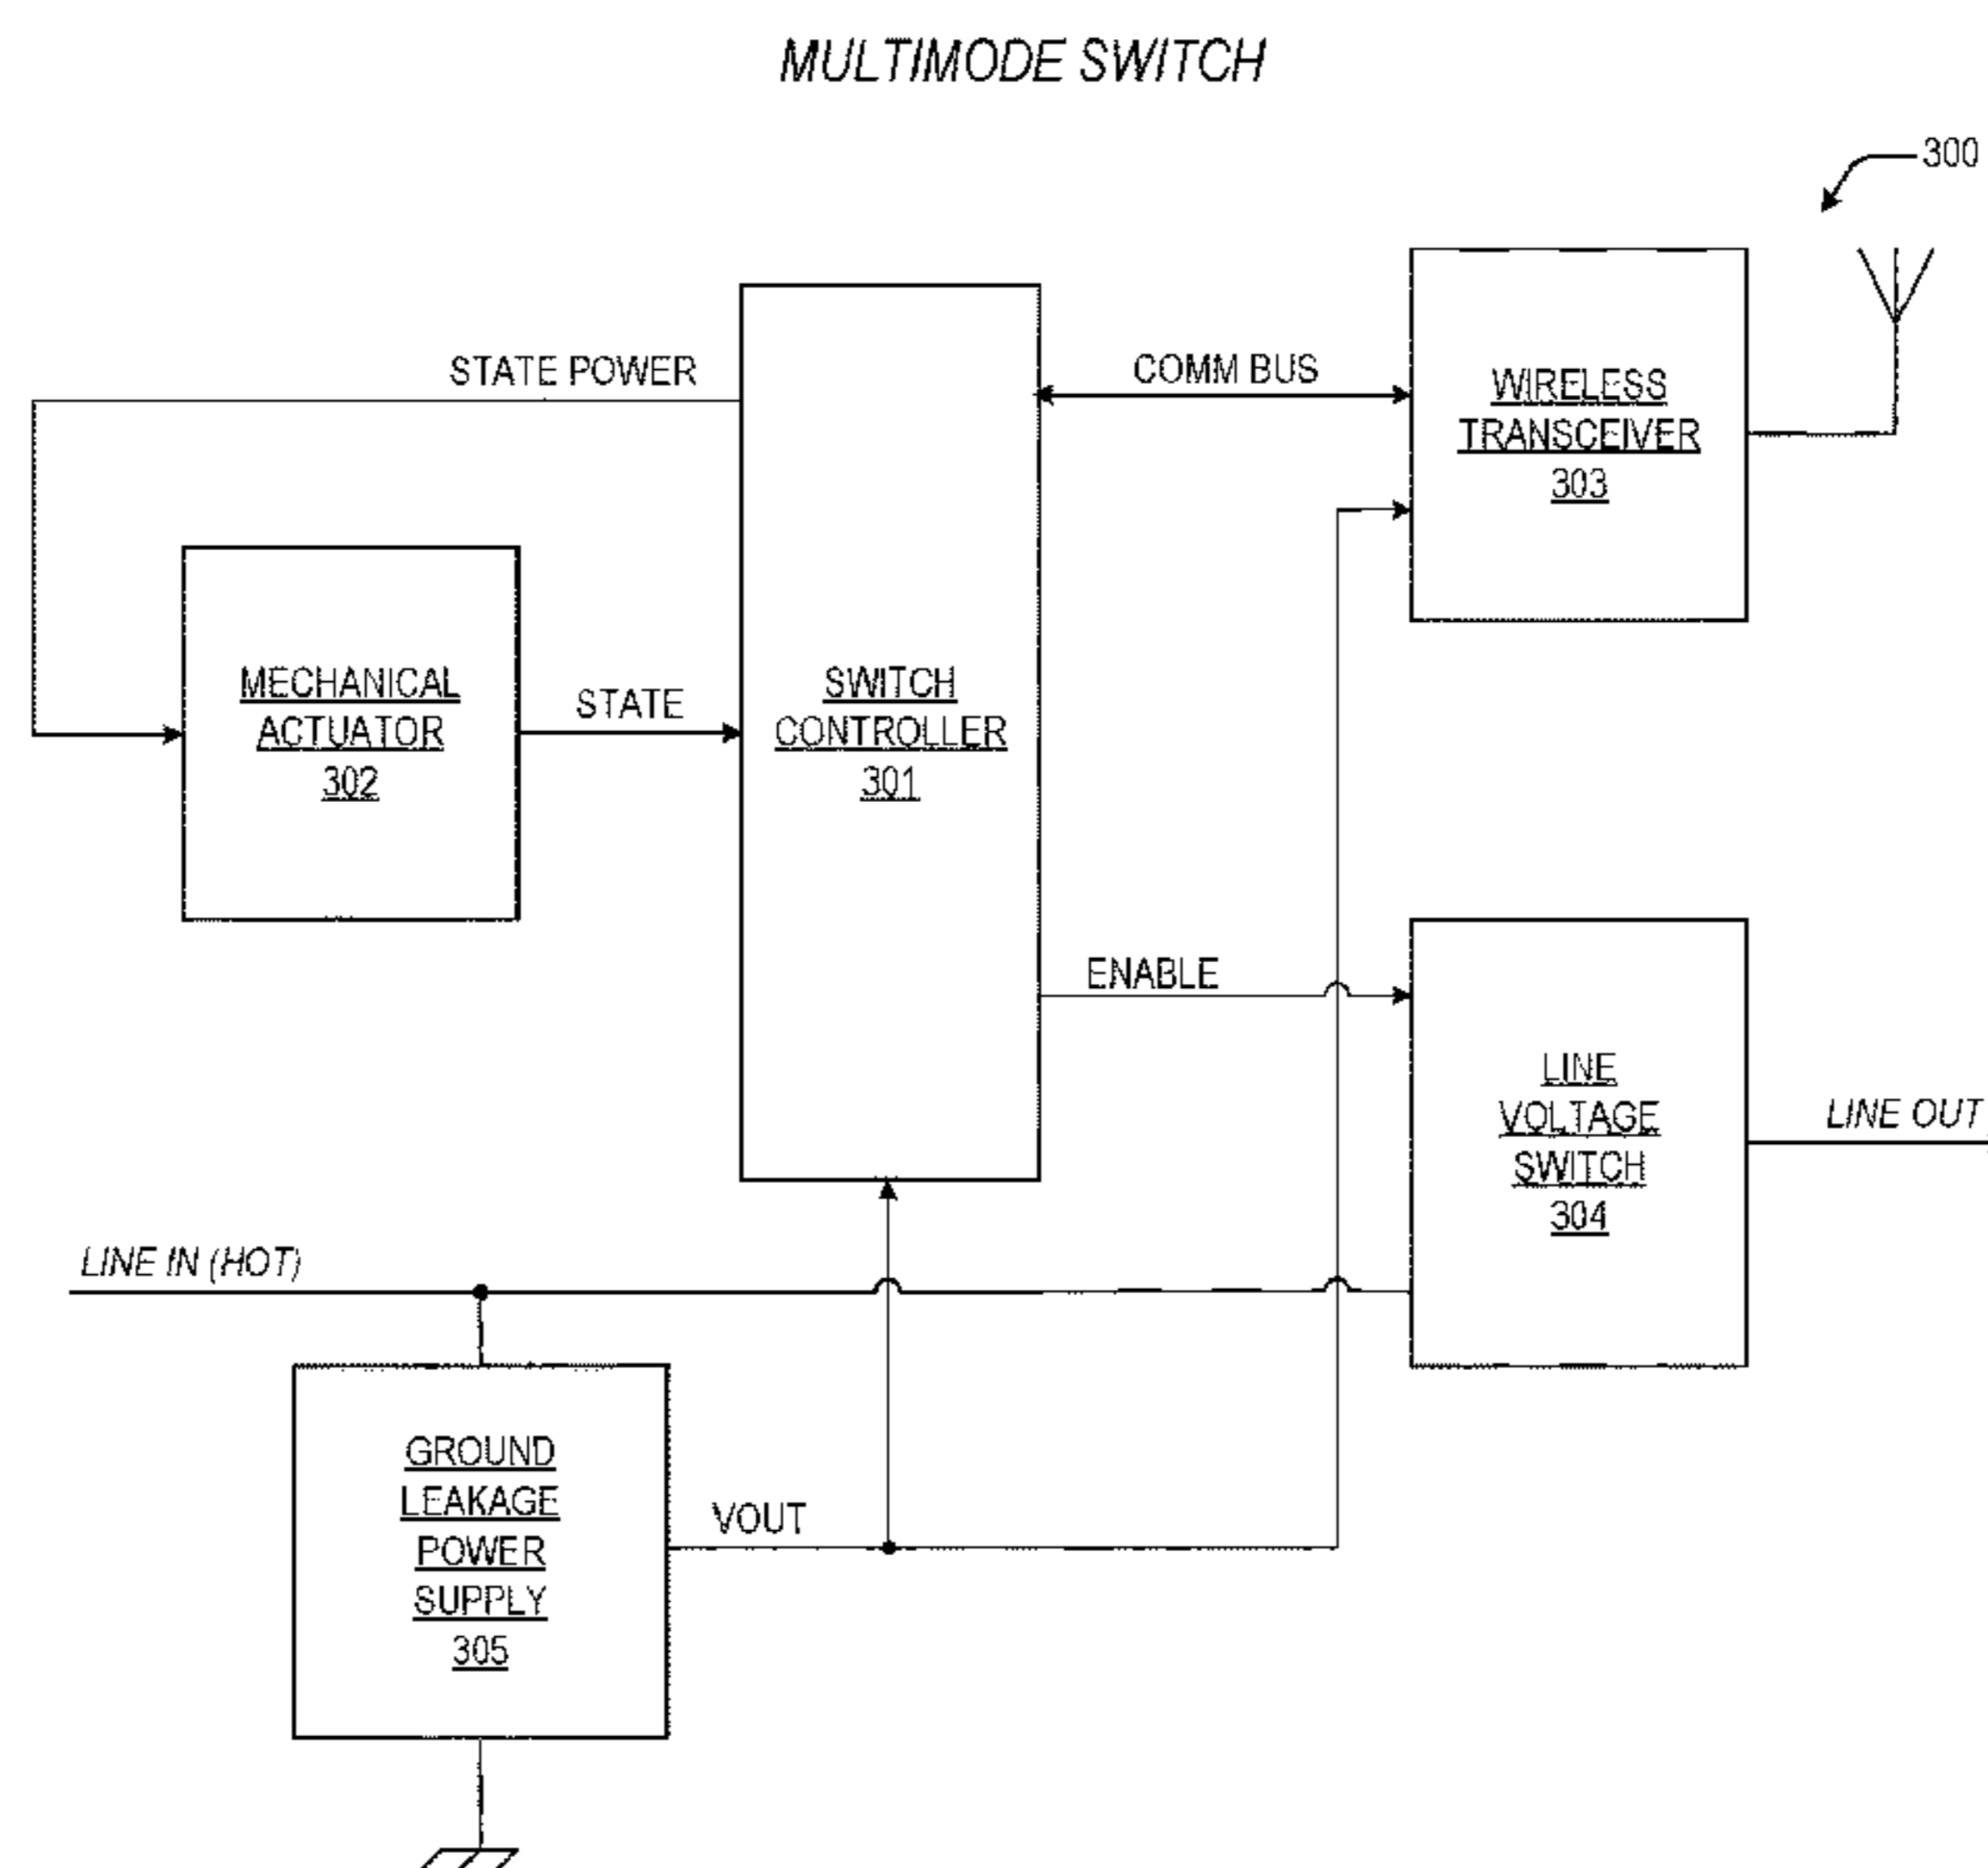 MULTIMODE SWITCH
300
STATE POWER
COMM BUS
WIRELESS
TRANSCEIVER
303
MECHANICAL
ACTUATOR
302
STATE
SWITCH
CONTROLLER
301
ENABLE
LINE
VOLTAGE
SWITCH
304
LINE OUT
LINE IN (HOT)
GROUND
LEAKAGE
POWER
SUPPLY
305
VOUT